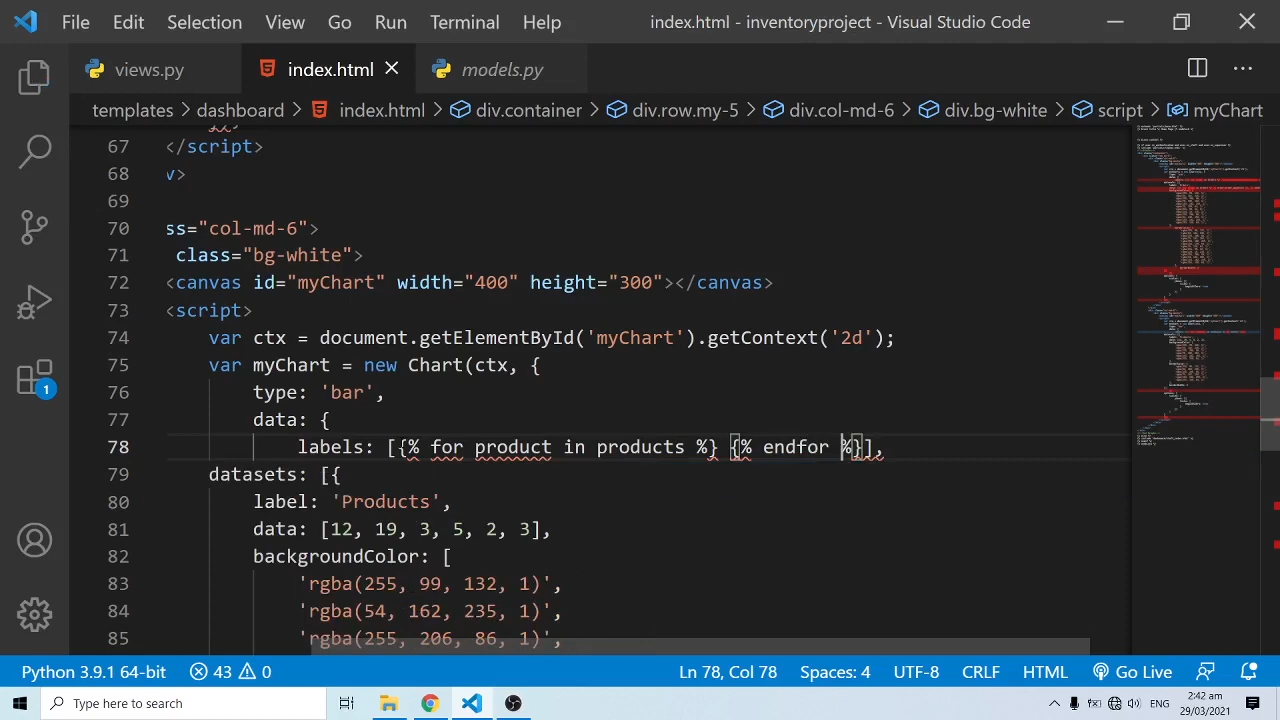 File Edit Selection View Go Run Terminal Help index.html - inventoryproject - Visual Studio Code
views.py index.html models.py
templates > dashboard > index.html > div.container > div.row.my-5 > div.col-md-6 > div.bg-white > script > myChart
67 </script>
68 v>
69
70 ss="col-md-6">
71 class="bg-white">
72 <canvas id="myChart" width="400" height="300"></canvas>
73 <script>
74 var ctx = document.getElementById('myChart').getContext('2d');
75 var myChart = new Chart(ctx, {
76 type: 'bar',
77 data: {
78 labels: [{% for product in products %} {% endfor %}],
79 datasets: [{
80 label: 'Products',
81 data: [12, 19, 3, 5, 2, 3],
82 backgroundColor: [
83 'rgba(255, 99, 132, 1)',
84 'rgba(54, 162, 235, 1)',
85 'rgba(255, 206, 86, 1)',
1
Python 3.9.1 64-bit 43 0 Ln 78, Col 78 Spaces: 4 UTF-8 CRLF HTML Go Live
Type here to search ENG 2:42 am
29/03/2021